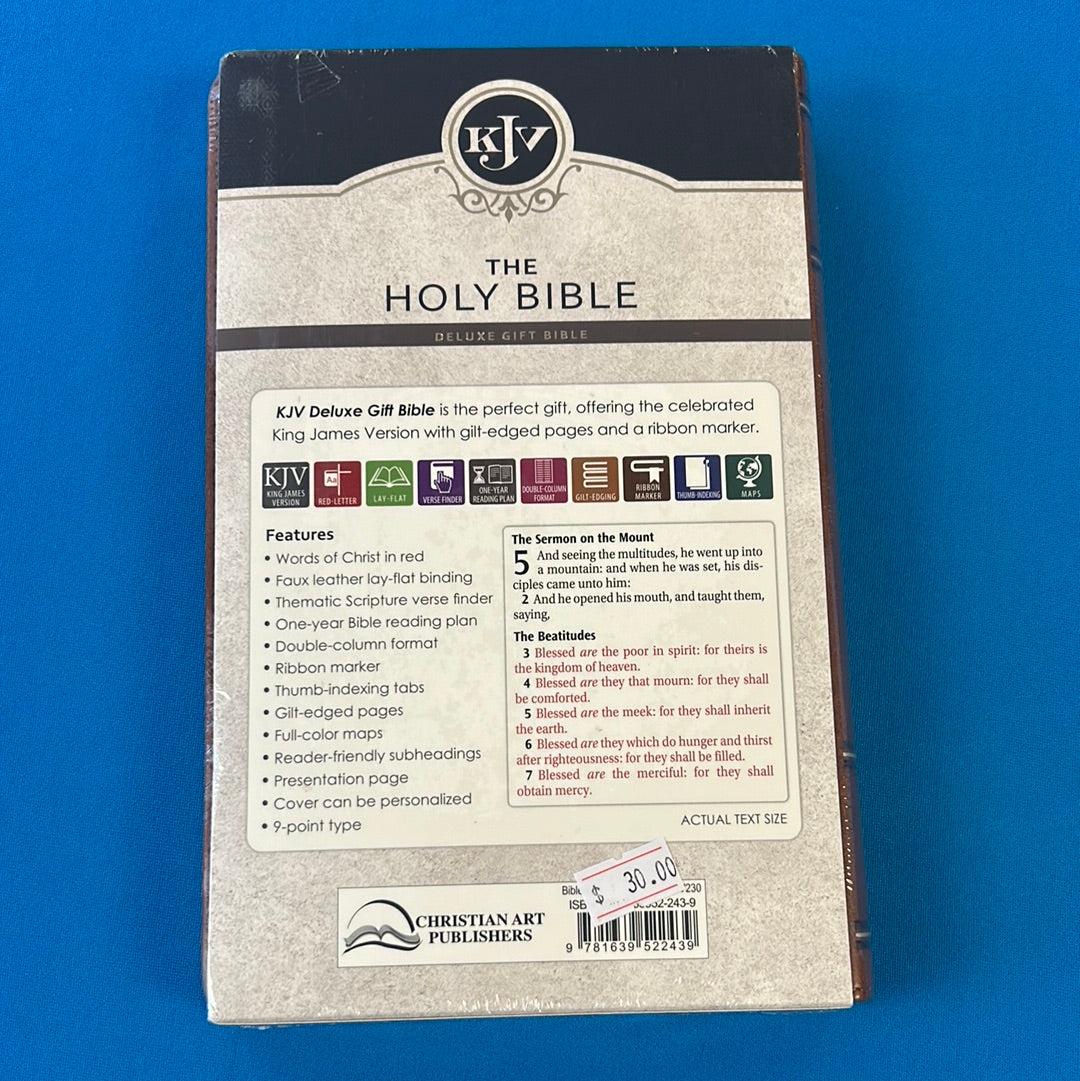 KJV
THE
HOLY BIBLE
DELUXE GIFT BIBLE
KJV Deluxe Gift Bible is the perfect gift, offering the celebrated
King James Version with gilt-edged pages and a ribbon marker.
KJV KING JAMES VERSION
Aa RED-LETTER
LAY-FLAT
VERSE FINDER
ONE-YEAR READING PLAN
DOUBLE-COLUMN FORMAT
GILT-EDGING
RIBBON MARKER
THUMB-INDEXING
MAPS
Features
• Words of Christ in red
• Faux leather lay-flat binding
• Thematic Scripture verse finder
• One-year Bible reading plan
• Double-column format
• Ribbon marker
• Thumb-indexing tabs
• Gilt-edged pages
• Full-color maps
• Reader-friendly subheadings
• Presentation page
• Cover can be personalized
• 9-point type
The Sermon on the Mount
5 And seeing the multitudes, he went up into
a mountain: and when he was set, his dis-
ciples came unto him:
2 And he opened his mouth, and taught them,
saying,
The Beatitudes
3 Blessed are the poor in spirit: for theirs is
the kingdom of heaven.
4 Blessed are they that mourn: for they shall
be comforted.
5 Blessed are the meek: for they shall inherit
the earth.
6 Blessed are they which do hunger and thirst
after righteousness: for they shall be filled.
7 Blessed are the merciful: for they shall
obtain mercy.
ACTUAL TEXT SIZE
$ 30.00
CHRISTIAN ART
PUBLISHERS
9 781639 522439